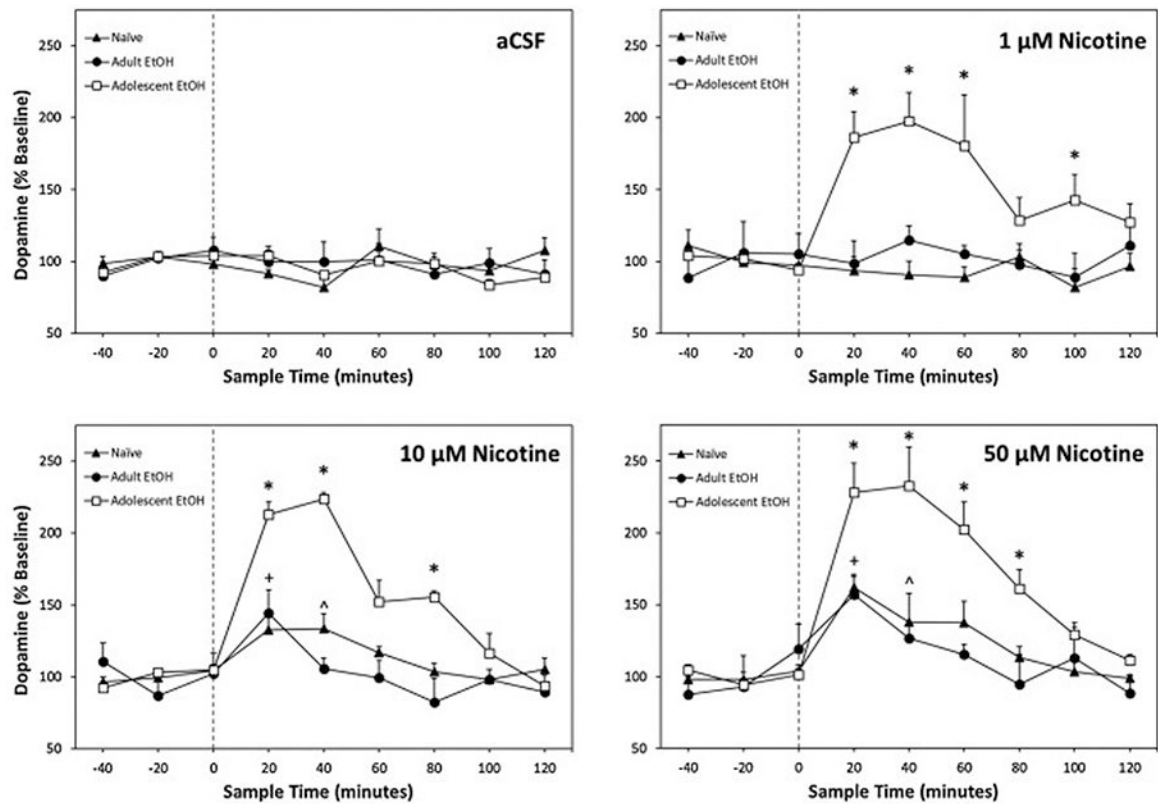 aCSF
Naïve
Adult EtOH
Adolescent EtOH
Dopamine (% Baseline)
250
200
150
100
50
-40 -20 0 20 40 60 80 100 120
Sample Time (minutes)
1 µM Nicotine
Naïve
Adult EtOH
Adolescent EtOH
Dopamine (% Baseline)
250
200
150
100
50
* * * *
-40 -20 0 20 40 60 80 100 120
Sample Time (minutes)
10 µM Nicotine
Naïve
Adult EtOH
Adolescent EtOH
Dopamine (% Baseline)
250
200
150
100
50
* * *
+ ^
-40 -20 0 20 40 60 80 100 120
Sample Time (minutes)
50 µM Nicotine
Naïve
Adult EtOH
Adolescent EtOH
Dopamine (% Baseline)
250
200
150
100
50
* * * *
+ ^
-40 -20 0 20 40 60 80 100 120
Sample Time (minutes)